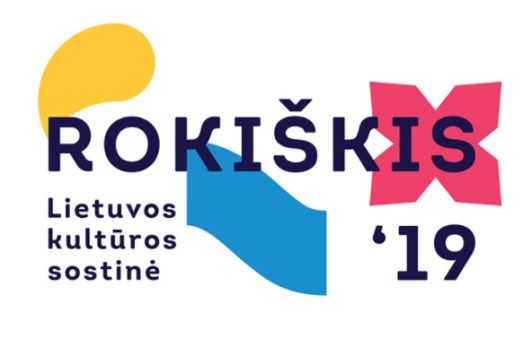 ROKIŠKIS
Lietuvos
kultūros
sostinė
‘19